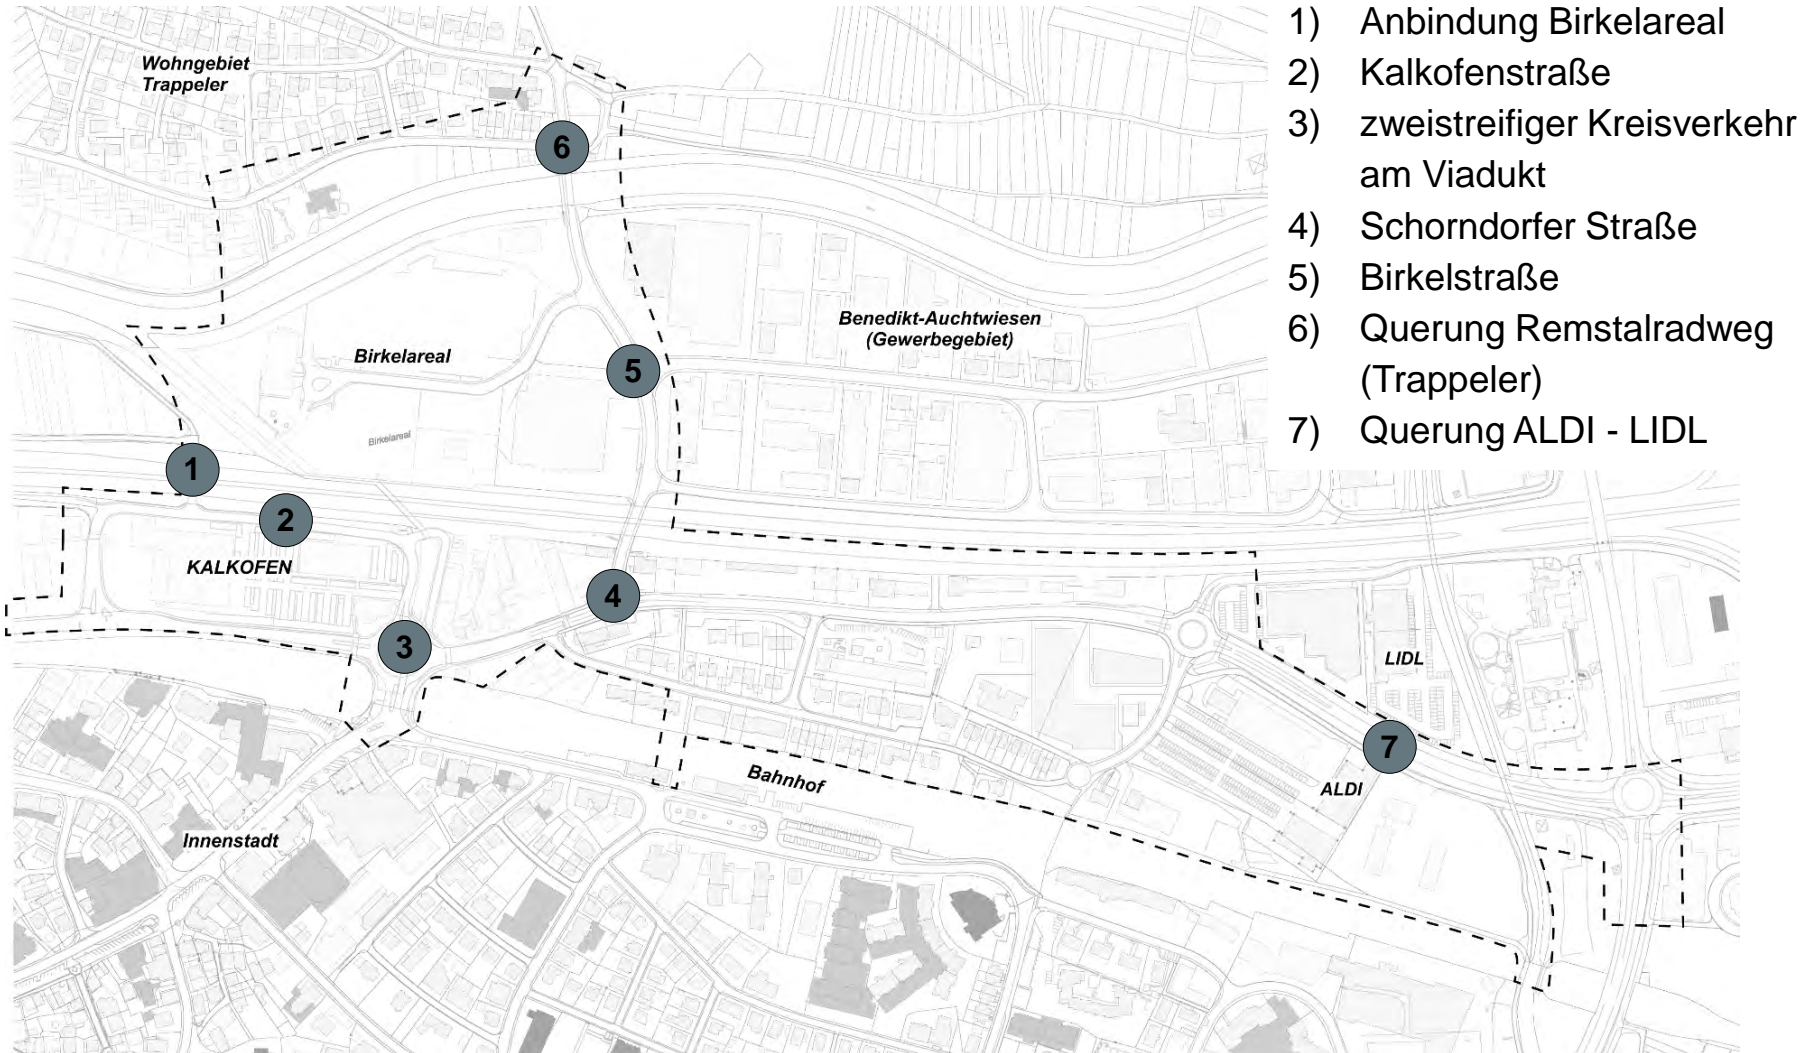 1) Anbindung Birkelareal
2) Kalkofenstraße
3) zweistreifiger Kreisverkehr
am Viadukt
4) Schorndorfer Straße
5) Birkelstraße
6) Querung Remstalradweg
(Trappeler)
7) Querung ALDI - LIDL
Wohngebiet
Trappeler
6
Benedikt-Auchtwiesen
(Gewerbegebiet)
Birkelareal
5
Birkelareal
1
2
KALKOFEN
4
3
LIDL
7
Bahnhof
ALDI
Innenstadt